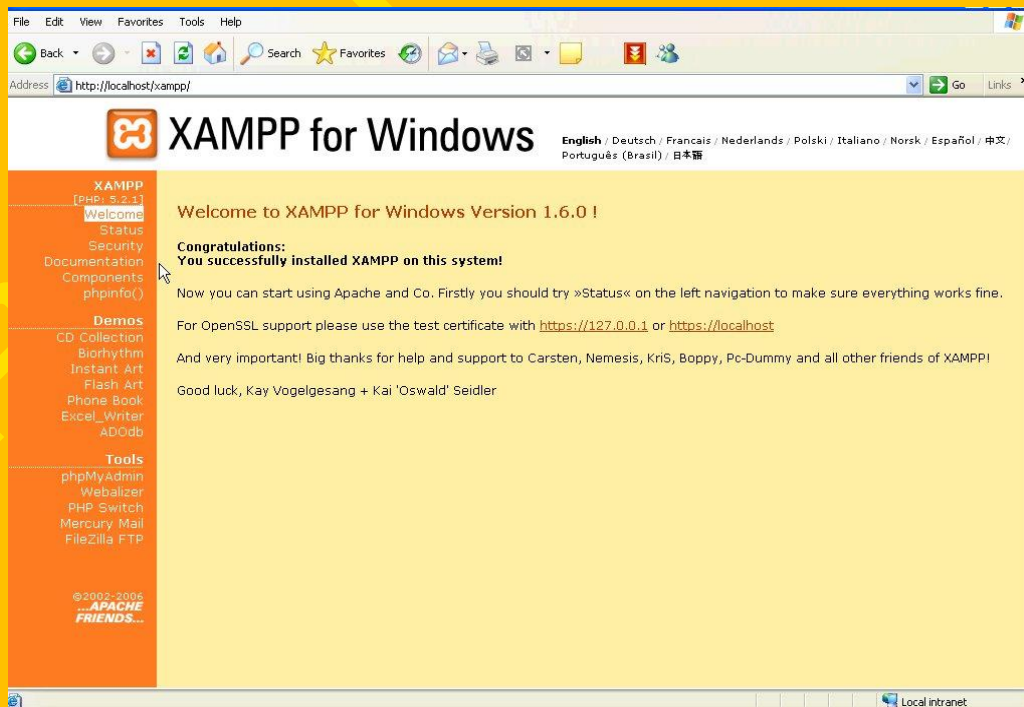 File Edit View Favorites Tools Help
Back Search Favorites
Address http://localhost/xampp/ Go Links
XAMPP for Windows
English / Deutsch / Francais / Nederlands / Polski / Italiano / Norsk / Español / 中文 /
Português (Brasil) / 日本語
XAMPP
[PHP: 5.2.1]
Welcome
Status
Security
Documentation
Components
phpinfo()
Demos
CD Collection
Biorhythm
Instant Art
Flash Art
Phone Book
Excel_Writer
ADOdb
Tools
phpMyAdmin
Webalizer
PHP Switch
Mercury Mail
FileZilla FTP
©2002-2006
...APACHE
FRIENDS...
Welcome to XAMPP for Windows Version 1.6.0 !
Congratulations:
You successfully installed XAMPP on this system!
Now you can start using Apache and Co. Firstly you should try »Status« on the left navigation to make sure everything works fine.
For OpenSSL support please use the test certificate with https://127.0.0.1 or https://localhost
And very important! Big thanks for help and support to Carsten, Nemesis, KriS, Boppy, Pc-Dummy and all other friends of XAMPP!
Good luck, Kay Vogelgesang + Kai 'Oswald' Seidler
Local intranet